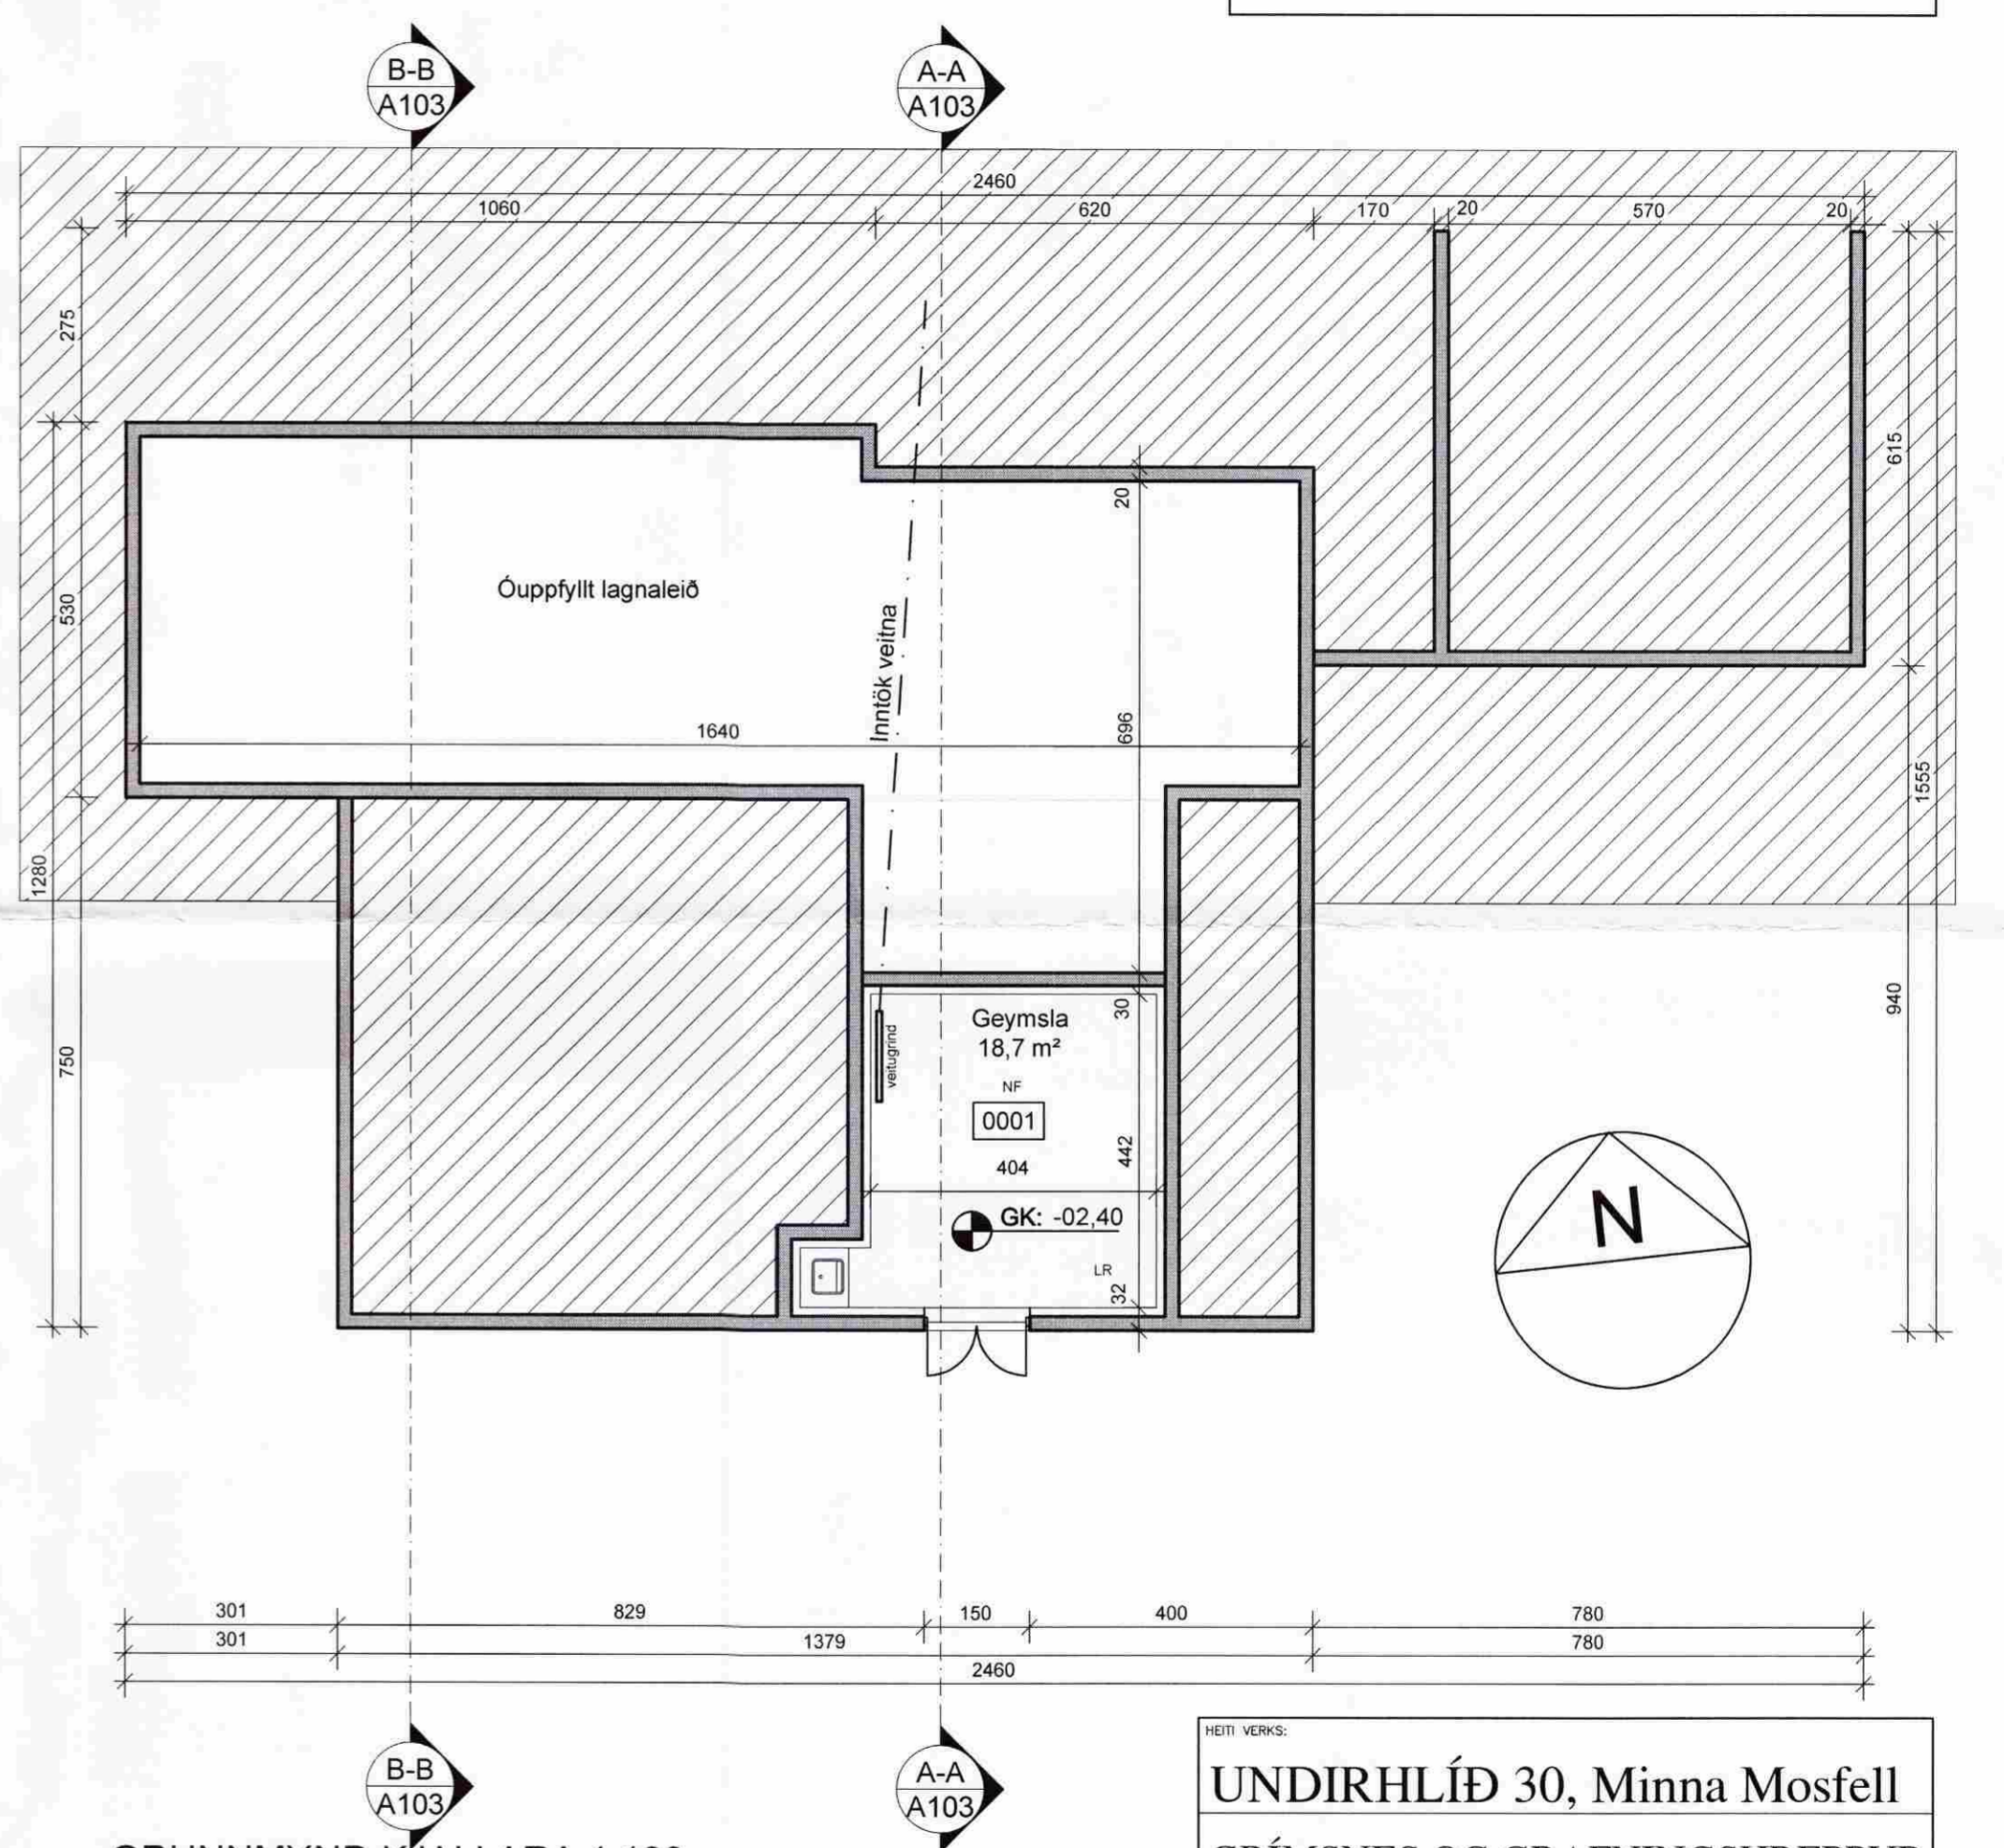 B-B
A103
A-A
A103
2460
1060
620
170
20
570
20
275
530
1280
750
615
1555
940
20
Óuppfyllt lagnaleið
Inntök veitna
696
1640
30
Geymsla
18,7 m²
veitugrind
NF
0001
442
404
GK: -02,40
LR
32
N
301
829
150
400
780
301
1379
780
2460
B-B
A103
A-A
A103
HEITI VERKS:
UNDIRHLÍÐ 30, Minna Mosfell